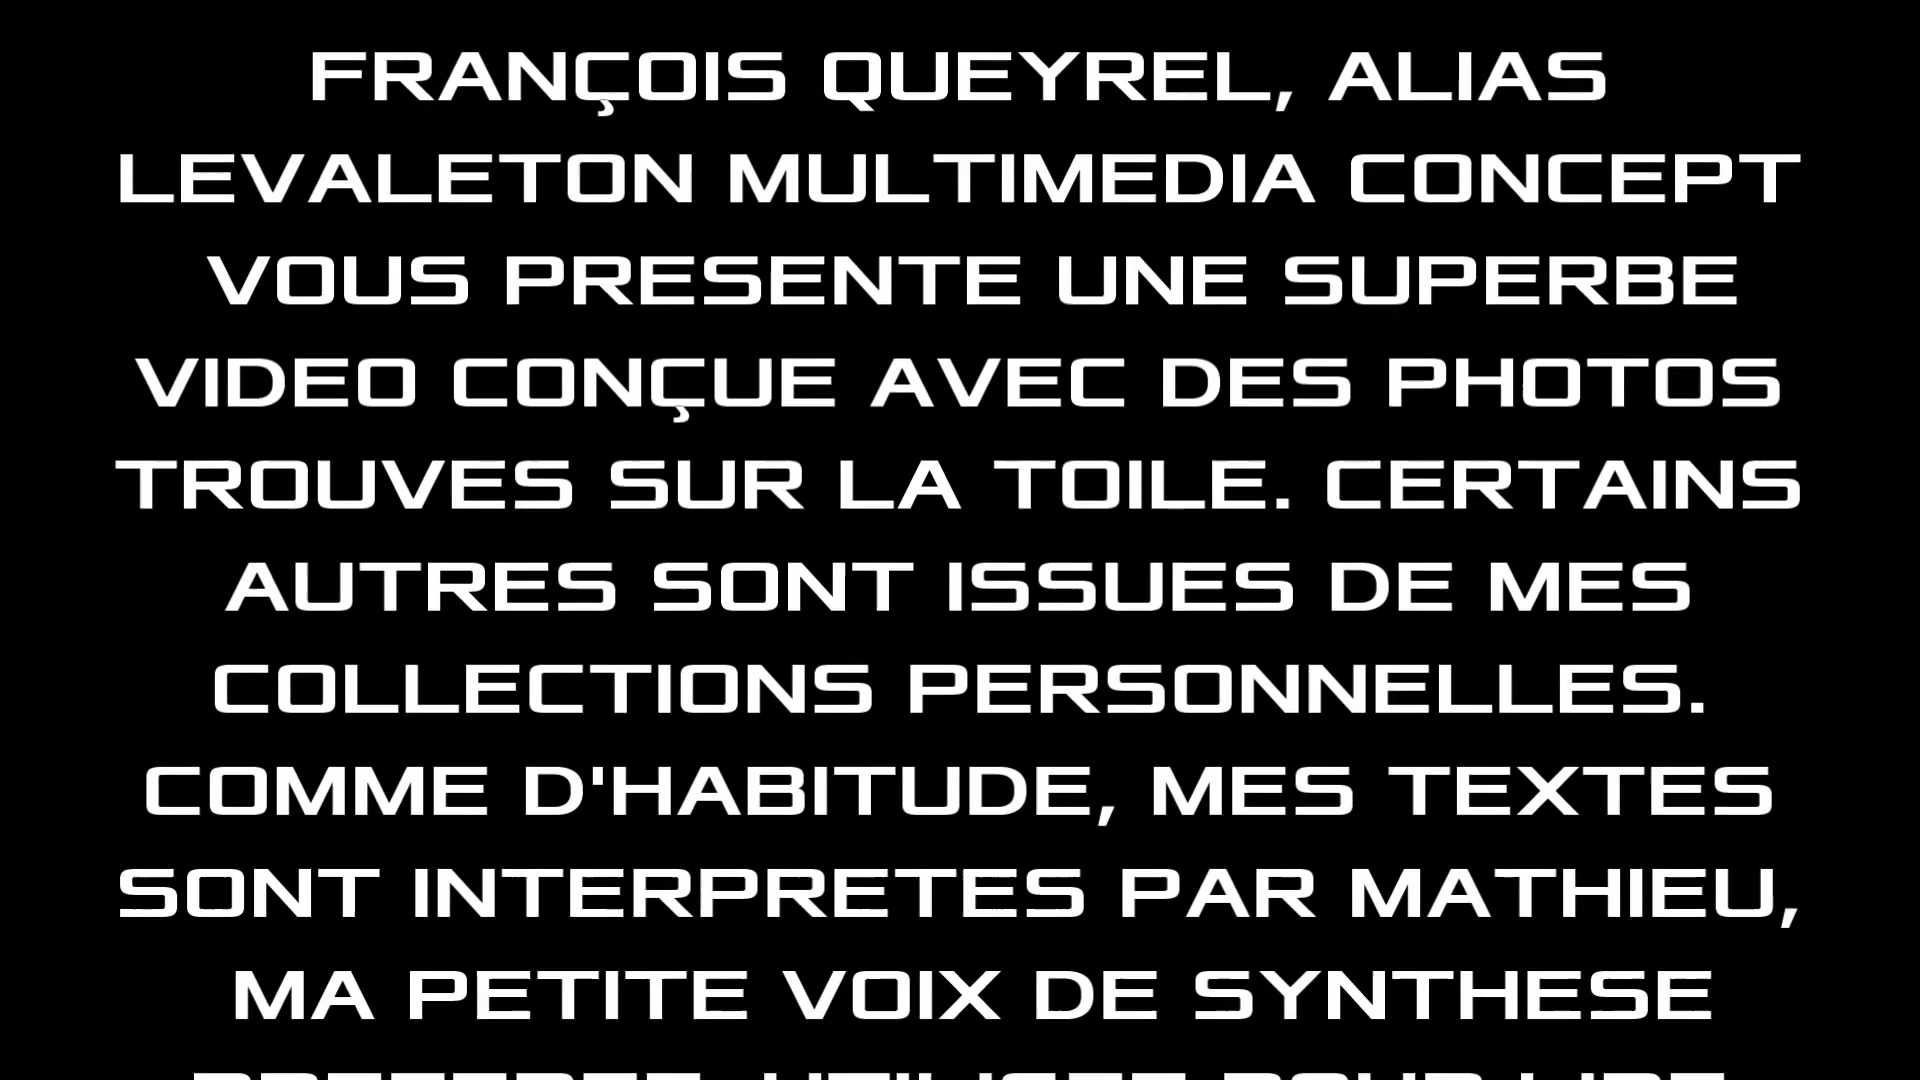 FRANÇOIS QUEYREL, ALIAS
LEVALETON MULTIMEDIA CONCEPT
VOUS PRESENTE UNE SUPERBE
VIDEO CONÇUE AVEC DES PHOTOS
TROUVES SUR LA TOILE. CERTAINS
AUTRES SONT ISSUES DE MES
COLLECTIONS PERSONNELLES.
COMME D'HABITUDE, MES TEXTES
SONT INTERPRETES PAR MATHIEU,
MA PETITE VOIX DE SYNTHESE